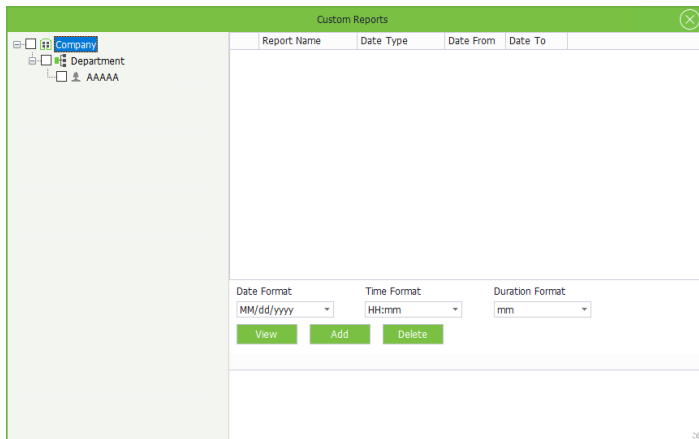 Custom Reports
Company
Department
AAAAA
Report Name Date Type Date From Date To
Date Format Time Format Duration Format
MM/dd/yyyy HH:mm mm
View Add Delete